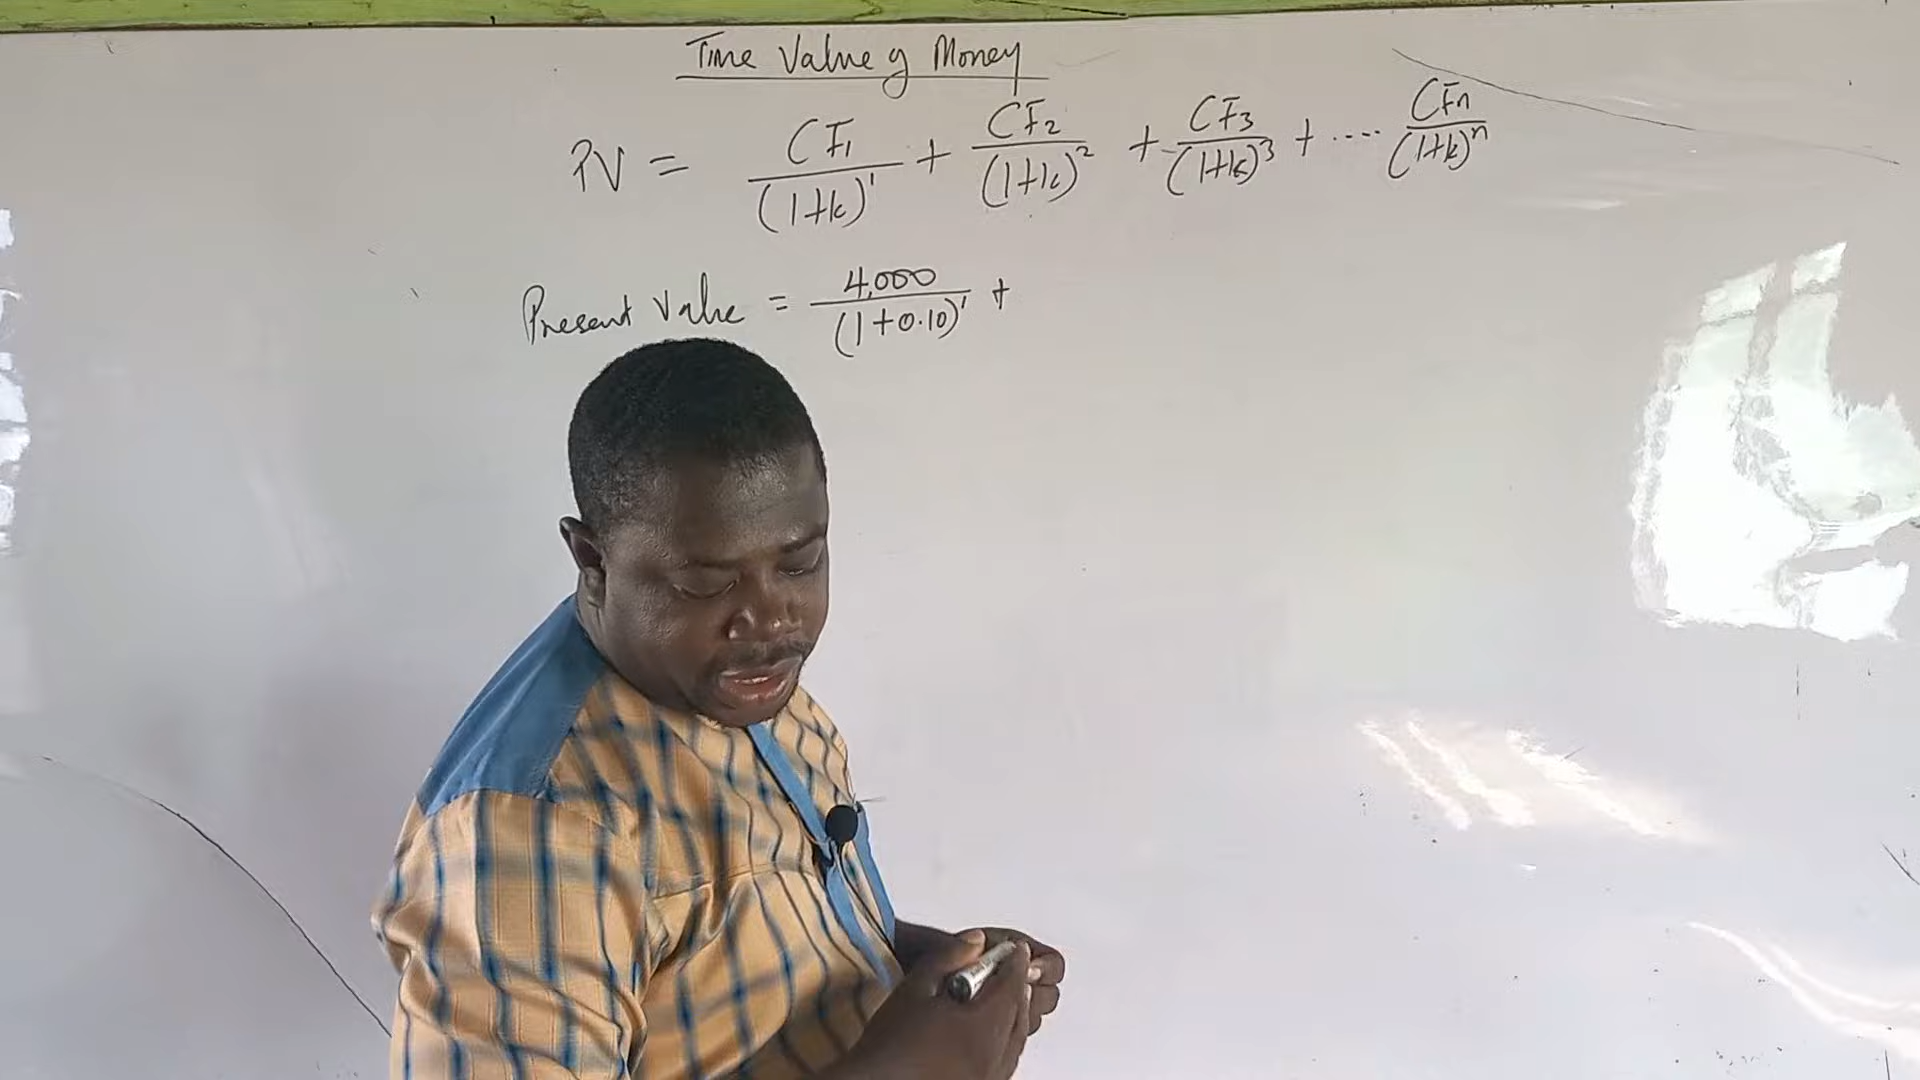 Time Value of Money
PV = CF₁/(1+k)¹ + CF₂/(1+k)² + CF₃/(1+k)³ + .... CFn/(1+k)ⁿ
Present Value = 4,000/(1+0.10)¹ +